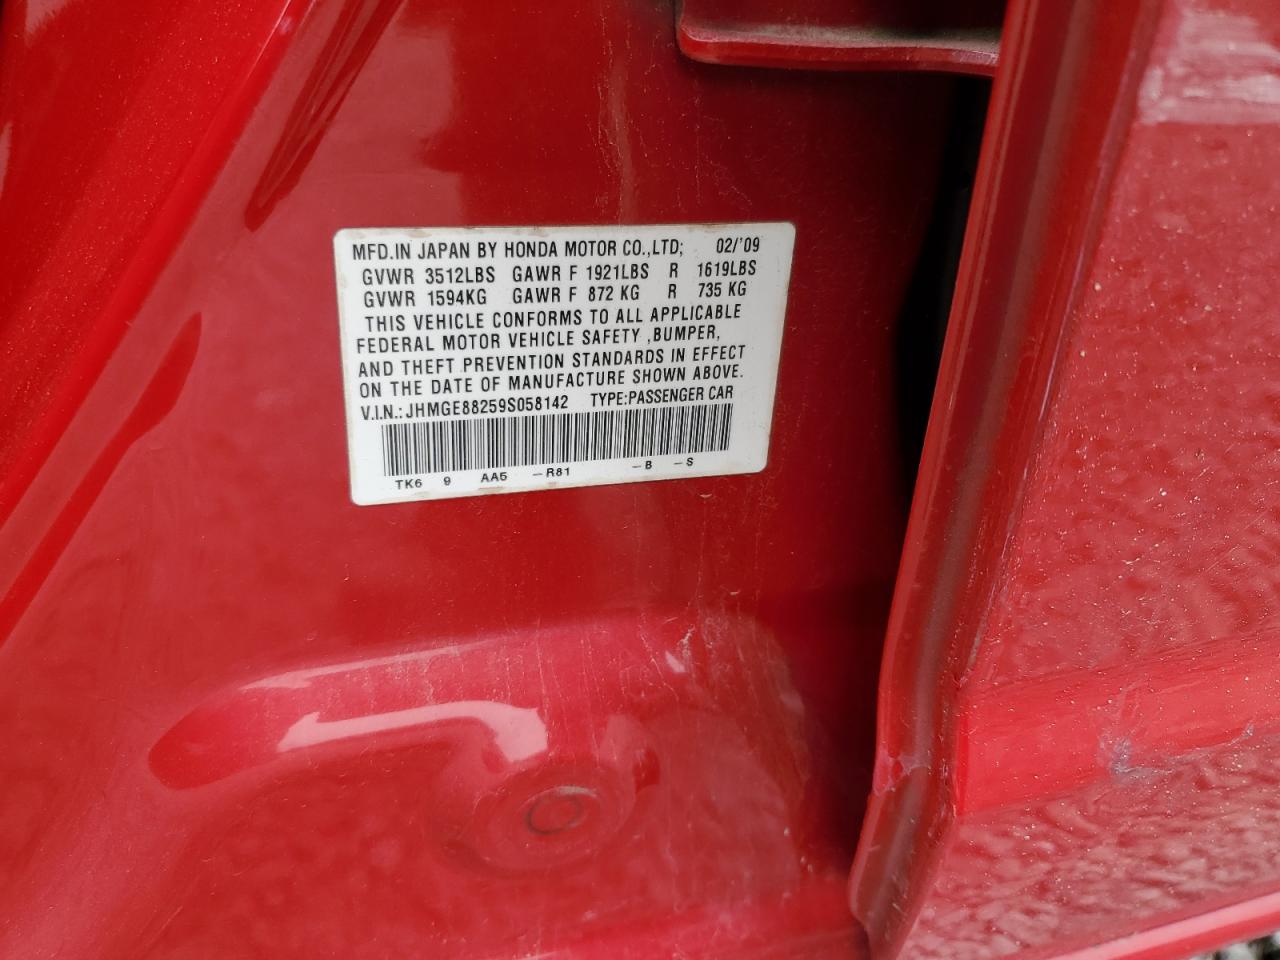 MFD.IN JAPAN BY HONDA MOTOR CO.,LTD; 02/'09
GVWR 3512LBS GAWR F 1921LBS R 1619LBS
GVWR 1594KG GAWR F 872 KG R 735 KG
THIS VEHICLE CONFORMS TO ALL APPLICABLE
FEDERAL MOTOR VEHICLE SAFETY ,BUMPER,
AND THEFT PREVENTION STANDARDS IN EFFECT
ON THE DATE OF MANUFACTURE SHOWN ABOVE.
V.I.N.:JHMGE88259S058142 TYPE:PASSENGER CAR
TK6 9 AA5 -R81 -B -S